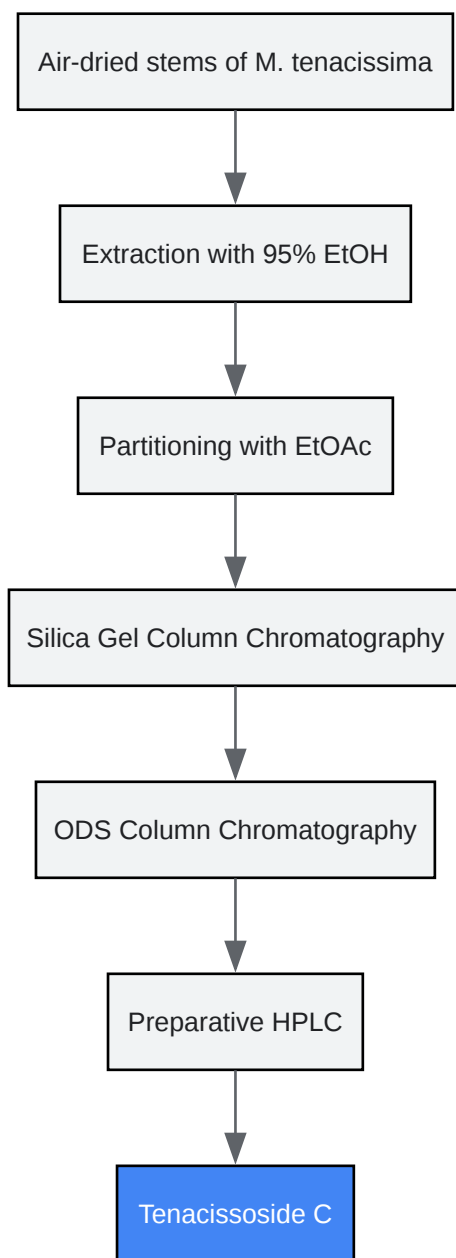 Air-dried stems of M. tenacissima
Extraction with 95% EtOH
Partitioning with EtOAc
Silica Gel Column Chromatography
ODS Column Chromatography
Preparative HPLC
Tenacissoside C